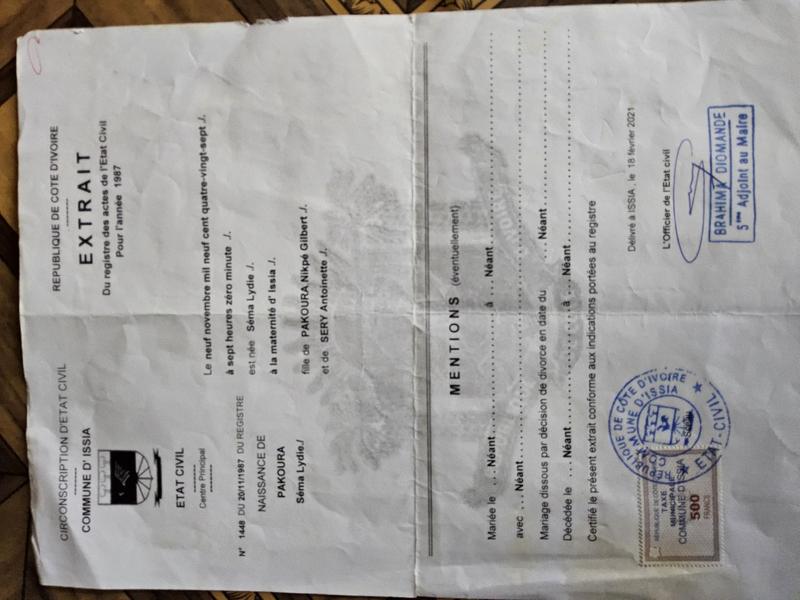 CIRCONSCRIPTION D'ETAT CIVIL
COMMUNE D' ISSIA
ETAT CIVIL
Centre Principal
N° 1448 DU 20/11/1987 DU REGISTRE
NAISSANCE DE
PAKOURA
Séma Lydie./
REPUBLIQUE DE COTE D'IVOIRE
EXTRAIT
Du registre des actes de l'Etat Civil
Pour l'année 1987
Le neuf novembre mil neuf cent quatre-vingt-sept ./.
à sept heures zéro minute ./.
est née Séma Lydie ./.
à la maternité d' Issia ./.
fille de PAKOURA Nikpé Gilbert ./.
et de SERY Antoinette ./.
MENTIONS (éventuellement)
Mariée le ... Néant ........................ à ... Néant ........................
avec ... Néant ........................
Mariage dissous par décision de divorce en date du ........ Néant ........................
Décédée le .... Néant ........................ à .... Néant ........................
Certifié le présent extrait conforme aux indications portées au registre
Délivré à ISSIA , le 18 février 2021
L'Officier de l'Etat civil
BRAHIMA DIOMANDE
5ème Adjoint au Maire
REPUBLIQUE DE CÔTE D'IVOIRE
COMMUNE D'ISSIA
ETAT-CIVIL
REPUBLIQUE DE COTE
TAXE
MUNICIPALE
COMMUNE D'ISSIA
500
FRANCS